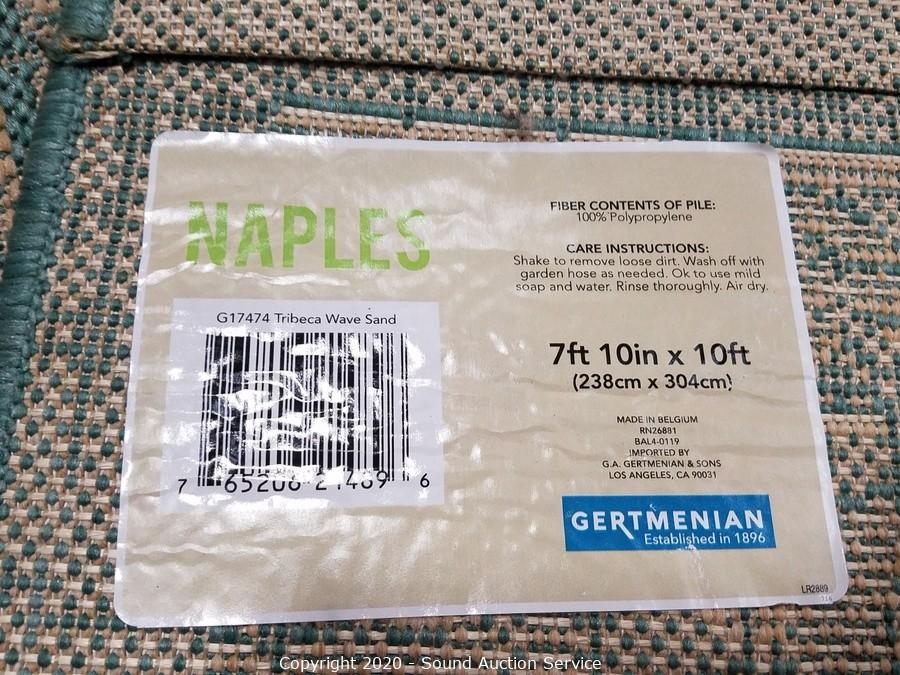 NAPLES
G17474 Tribeca Wave Sand
7 65206 21489 6
FIBER CONTENTS OF PILE:
100% Polypropylene
CARE INSTRUCTIONS:
Shake to remove loose dirt. Wash off with
garden hose as needed. Ok to use mild
soap and water. Rinse thoroughly. Air dry.
7ft 10in x 10ft
(238cm x 304cm)
MADE IN BELGIUM
RN26881
BAL4-0119
IMPORTED BY
G.A. GERTMENIAN & SONS
LOS ANGELES, CA 90031
GERTMENIAN
Established in 1896
LR2889
Copyright 2020 - Sound Auction Service